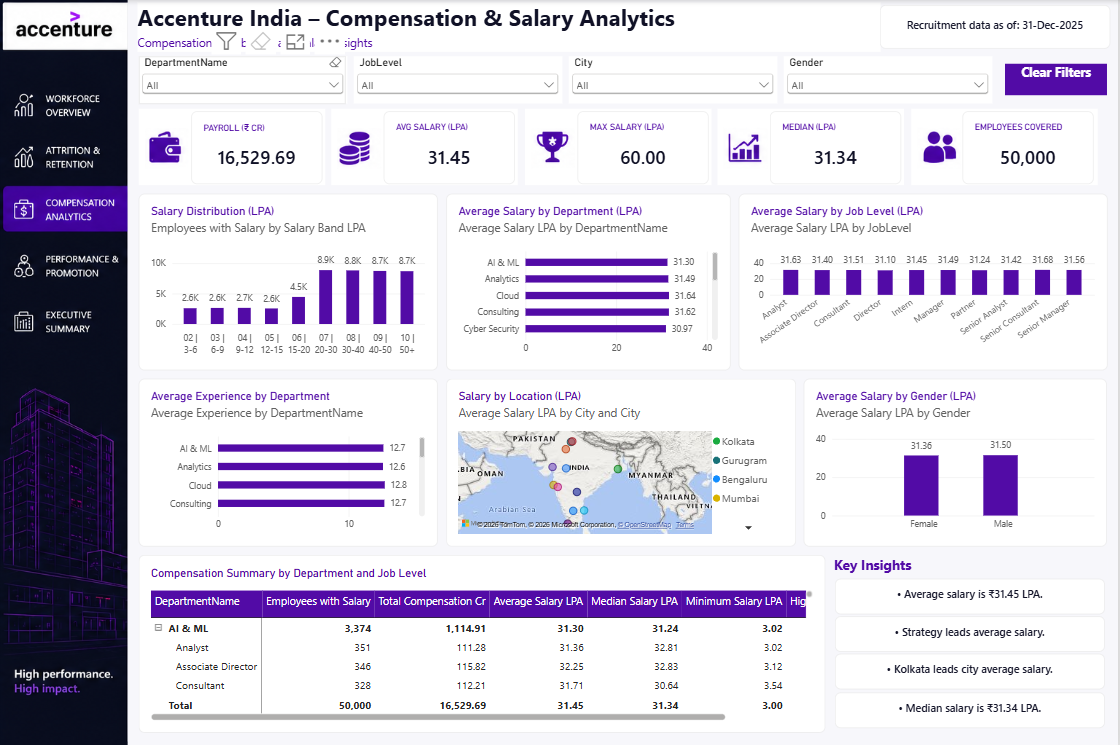 accenture
Accenture India – Compensation & Salary Analytics
Compensation
sights
Recruitment data as of: 31-Dec-2025
DepartmentName
All
JobLevel
All
City
All
Gender
All
Clear Filters
WORKFORCE
OVERVIEW
ATTRITION &
RETENTION
COMPENSATION
ANALYTICS
PERFORMANCE &
PROMOTION
EXECUTIVE
SUMMARY
High performance.
High impact.
PAYROLL (₹ CR)
16,529.69
AVG SALARY (LPA)
31.45
MAX SALARY (LPA)
60.00
MEDIAN (LPA)
31.34
EMPLOYEES COVERED
50,000
Salary Distribution (LPA)
Employees with Salary by Salary Band LPA
10K
5K
0K
2.6K 2.6K 2.7K 2.6K 4.5K 8.9K 8.8K 8.7K 8.7K
02 | 03 | 04 | 05 | 06 | 07 | 08 | 09 | 10 |
3-6 6-9 9-12 12-15 15-20 20-30 30-40 40-50 50+
Average Salary by Department (LPA)
Average Salary LPA by DepartmentName
AI & ML 31.30
Analytics 31.49
Cloud 31.64
Consulting 31.62
Cyber Security 30.97
0 20 40
Average Salary by Job Level (LPA)
Average Salary LPA by JobLevel
40
20
0
31.63 31.40 31.51 31.10 31.45 31.49 31.24 31.42 31.68 31.56
Analyst
Associate Director
Consultant
Director
Intern
Manager
Partner
Senior Analyst
Senior Consultant
Senior Manager
Average Experience by Department
Average Experience by DepartmentName
AI & ML 12.7
Analytics 12.6
Cloud 12.8
Consulting 12.7
0 10
Salary by Location (LPA)
Average Salary LPA by City and City
PAKISTAN
BIA
OMAN
INDIA
MYANMAR
THAILAND
VIETN
Arabian Sea
© 2026 TomTom, © 2026 Microsoft Corporation, © OpenStreetMap Terms
Kolkata
Gurugram
Bengaluru
Mumbai
Average Salary by Gender (LPA)
Average Salary LPA by Gender
40
20
0
31.36 31.50
Female Male
Compensation Summary by Department and Job Level
DepartmentName Employees with Salary Total Compensation Cr Average Salary LPA Median Salary LPA Minimum Salary LPA Hig
AI & ML 3,374 1,114.91 31.30 31.24 3.02
Analyst 351 111.28 31.36 32.81 3.02
Associate Director 346 115.82 32.25 32.83 3.12
Consultant 328 112.21 31.71 30.64 3.54
Total 50,000 16,529.69 31.45 31.34 3.00
Key Insights
• Average salary is ₹31.45 LPA.
• Strategy leads average salary.
• Kolkata leads city average salary.
• Median salary is ₹31.34 LPA.